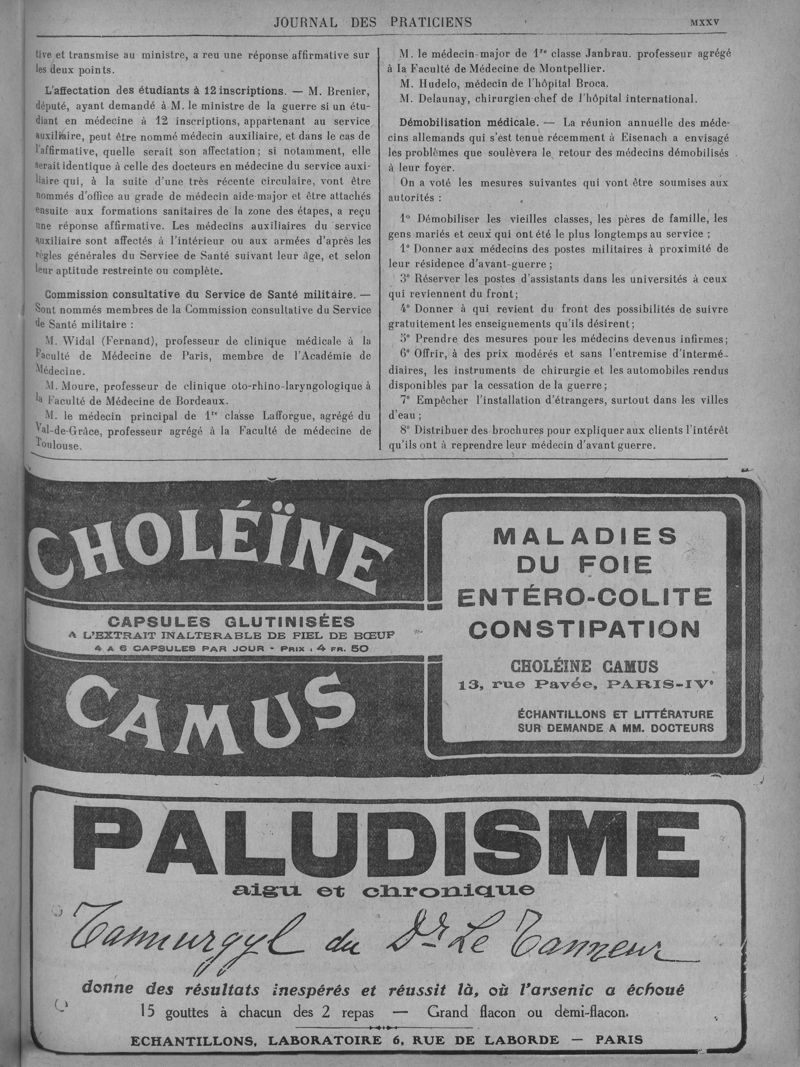 JOURNAL DES PRATICIENS
MXXV
tive et transmise au ministre, a reu une réponse affirmative sur
les deux points.
L'affectation des étudiants à 12 inscriptions. — M. Brenier,
député, ayant demandé à M. le ministre de la guerre si un étu-
diant en médecine à 12 inscriptions, appartenant au service
auxiliaire, peut être nommé médecin auxiliaire, et dans le cas de
l'affirmative, quelle serait son affectation ; si notamment, elle
serait identique à celle des docteurs en médecine du service auxi-
liaire qui, à la suite d'une très récente circulaire, vont être
nommés d'office au grade de médecin aide-major et être attachés
ensuite aux formations sanitaires de la zone des étapes, a reçu
une réponse affirmative. Les médecins auxiliaires du service
auxiliaire sont affectés à l'intérieur ou aux armées d'après les
règles générales du Service de Santé suivant leur âge, et selon
leur aptitude restreinte ou complète.
Commission consultative du Service de Santé militaire. —
Sont nommés membres de la Commission consultative du Service
de Santé militaire :
M. Widal (Fernand), professeur de clinique médicale à la
Faculté de Médecine de Paris, membre de l'Académie de
Médecine.
M. Moure, professeur de clinique oto-rhino-laryngologique à
la Faculté de Médecine de Bordeaux.
M. le médecin principal de 1re classe Lafforgue, agrégé du
Val-de-Grâce, professeur agrégé à la Faculté de médecine de
Toulouse.
M. le médecin-major de 1re classe Janbrau. professeur agrégé
à la Faculté de Médecine de Montpellier.
M. Hudelo, médecin de l'hôpital Broca.
M. Delaunay, chirurgien chef de l'hôpital international.
Démobilisation médicale. — La réunion annuelle des méde-
cins allemands qui s'est tenue récemment à Eisenach a envisagé
les problèmes que soulèvera le retour des médecins démobilisés
à leur foyer.
On a voté les mesures suivantes qui vont être soumises aux
autorités :
1° Démobiliser les vieilles classes, les pères de famille, les
gens mariés et ceux qui ont été le plus longtemps au service ;
1° Donner aux médecins des postes militaires à proximité de
leur résidence d'avant-guerre ;
3° Réserver les postes d'assistants dans les universités à ceux
qui reviennent du front;
4° Donner à qui revient du front des possibilités de suivre
gratuitement les enseignements qu'ils désirent;
5° Prendre des mesures pour les médecins devenus infirmes;
6° Offrir, à des prix modérés et sans l'entremise d'intermé-
diaires, les instruments de chirurgie et les automobiles rendus
disponibles par la cessation de la guerre;
7° Empêcher l'installation d'étrangers, surtout dans les villes
d'eau ;
8° Distribuer des brochures pour expliquer aux clients l'intérêt
qu'ils ont à reprendre leur médecin d'avant guerre.
CHOLÉÏNE
CAPSULES GLUTINISÉES
A L'EXTRAIT INALTERABLE DE FIEL DE BŒUF
4 A 6 CAPSULES PAR JOUR - PRIX : 4 FR. 50
CAMUS
MALADIES
DU FOIE
ENTÉRO-COLITE
CONSTIPATION
CHOLÉINE CAMUS
13, rue Pavée, PARIS-IVe
ÉCHANTILLONS ET LITTÉRATURE
SUR DEMANDE A MM. DOCTEURS
PALUDISME
aigu et chronique
Tannurgyl du Dr Le Tanneur
donne des résultats inespérés et réussit là, où l'arsenic a échoué
15 gouttes à chacun des 2 repas — Grand flacon ou demi-flacon.
ECHANTILLONS, LABORATOIRE 6, RUE DE LABORDE — PARIS